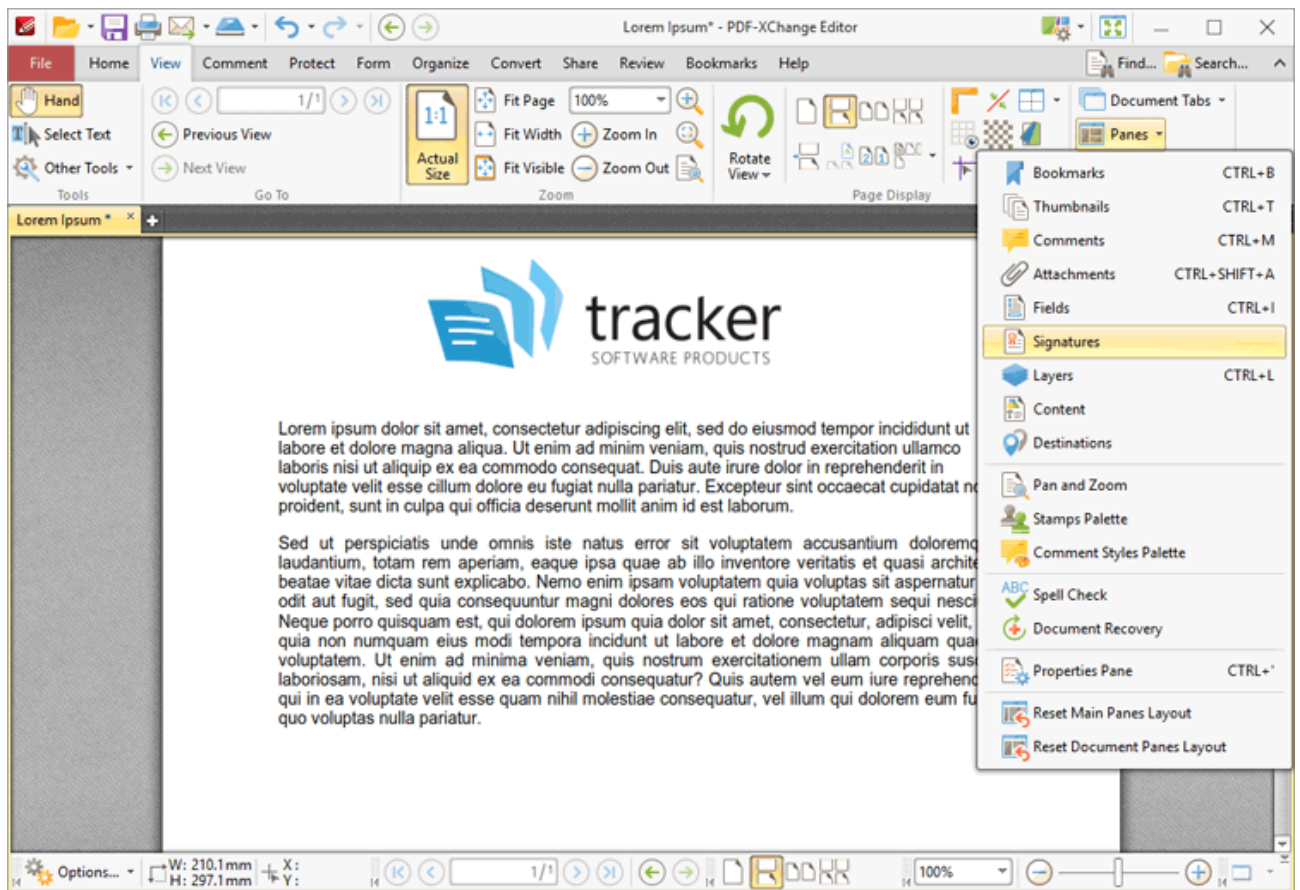 Lorem Ipsum* - PDF-XChange Editor
File Home View Comment Protect Form Organize Convert Share Review Bookmarks Help Find... Search...
Hand
Select Text
Other Tools
Tools
1/1
Previous View
Next View
Go To
1:1
Actual
Size
Fit Page 100%
Fit Width Zoom In
Fit Visible Zoom Out
Zoom
Rotate
View
Page Display
Document Tabs
Panes
Bookmarks CTRL+B
Thumbnails CTRL+T
Comments CTRL+M
Attachments CTRL+SHIFT+A
Fields CTRL+I
Signatures
Layers CTRL+L
Content
Destinations
Pan and Zoom
Stamps Palette
Comment Styles Palette
ABC Spell Check
Document Recovery
Properties Pane CTRL+'
Reset Main Panes Layout
Reset Document Panes Layout
Lorem Ipsum *
tracker
SOFTWARE PRODUCTS
Lorem ipsum dolor sit amet, consectetur adipiscing elit, sed do eiusmod tempor incididunt ut
labore et dolore magna aliqua. Ut enim ad minim veniam, quis nostrud exercitation ullamco
laboris nisi ut aliquip ex ea commodo consequat. Duis aute irure dolor in reprehenderit in
voluptate velit esse cillum dolore eu fugiat nulla pariatur. Excepteur sint occaecat cupidatat
proident, sunt in culpa qui officia deserunt mollit anim id est laborum.
Sed ut perspiciatis unde omnis iste natus error sit voluptatem accusantium doloremq
laudantium, totam rem aperiam, eaque ipsa quae ab illo inventore veritatis et quasi archite
beatae vitae dicta sunt explicabo. Nemo enim ipsam voluptatem quia voluptas sit aspernatur
odit aut fugit, sed quia consequuntur magni dolores eos qui ratione voluptatem sequi nesci
Neque porro quisquam est, qui dolorem ipsum quia dolor sit amet, consectetur, adipisci velit,
quia non numquam eius modi tempora incidunt ut labore et dolore magnam aliquam qua
voluptatem. Ut enim ad minima veniam, quis nostrum exercitationem ullam corporis sus
laboriosam, nisi ut aliquid ex ea commodi consequatur? Quis autem vel eum iure reprehend
qui in ea voluptate velit esse quam nihil molestiae consequatur, vel illum qui dolorem eum fu
quo voluptas nulla pariatur.
Options... W: 210.1 mm X:
H: 297.1 mm Y:
1/1
100%